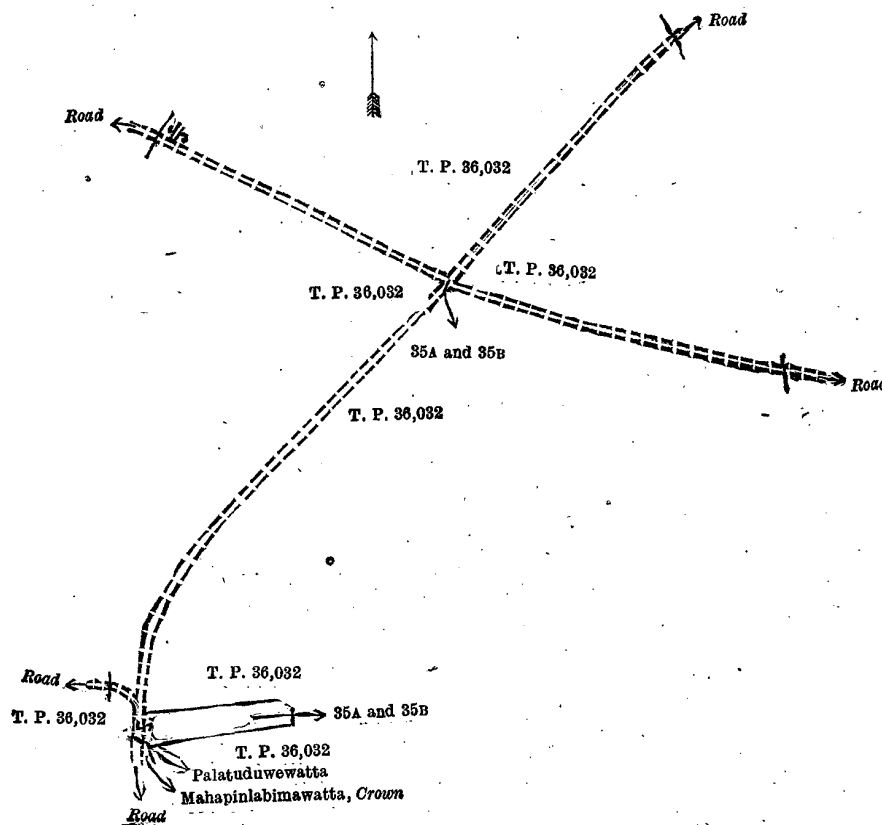 Road
Road
T. P. 36,032
T. P. 36,032
T. P. 36,032
35A and 35B
Road
T. P. 36,032
T. P. 36,032
Road
T. P. 36,032
35A and 35B
T. P. 36,032
Palatuduwewatta
Mahapinlabimawatta, Crown
Road